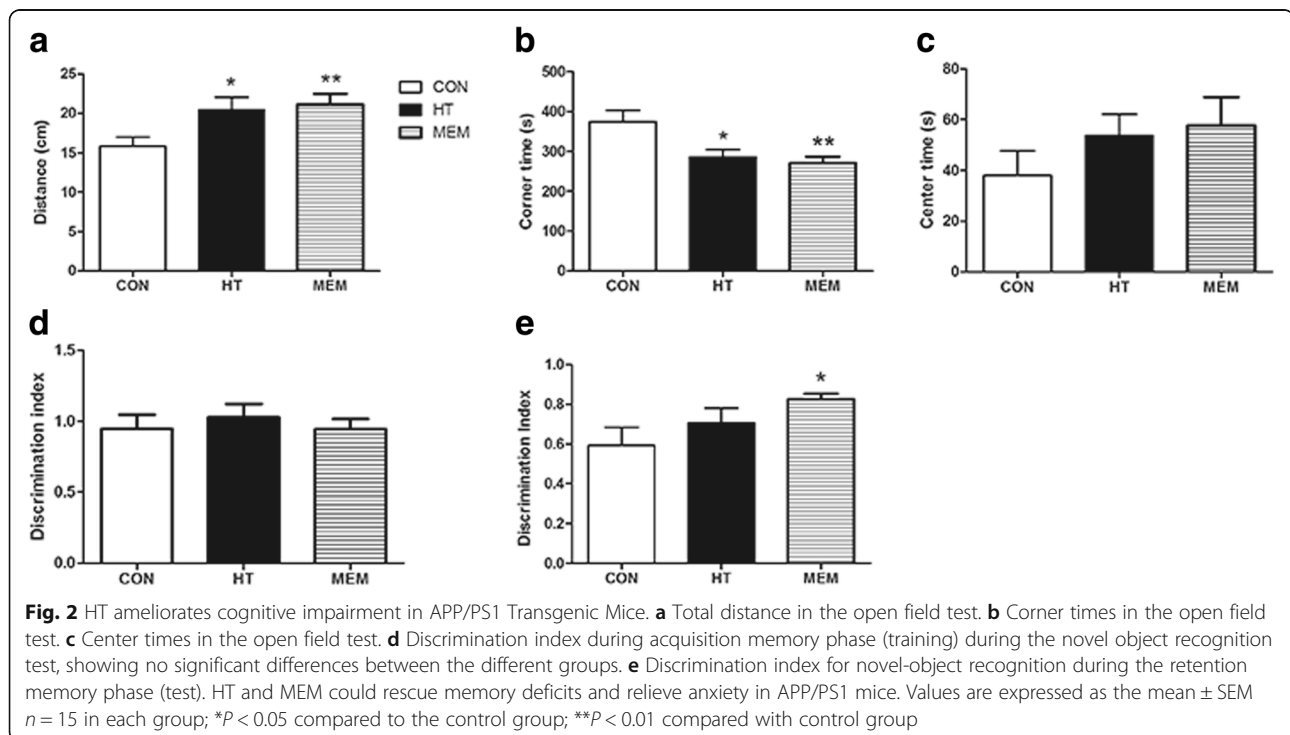 a
25
20
15
10
5
0
Distance (cm)
*
**
CON
HT
MEM
CON HT MEM
b
500
400
300
200
100
0
Corner time (s)
*
**
CON HT MEM
c
80
60
40
20
0
Center time (s)
CON HT MEM
d
1.5
1.0
0.5
0.0
Discrimination index
CON HT MEM
e
1.0
0.8
0.6
0.4
0.2
0.0
Discrimination Index
*
CON HT MEM
Fig. 2 HT ameliorates cognitive impairment in APP/PS1 Transgenic Mice. a Total distance in the open field test. b Corner times in the open field
test. c Center times in the open field test. d Discrimination index during acquisition memory phase (training) during the novel object recognition
test, showing no significant differences between the different groups. e Discrimination index for novel-object recognition during the retention
memory phase (test). HT and MEM could rescue memory deficits and relieve anxiety in APP/PS1 mice. Values are expressed as the mean ± SEM
n = 15 in each group; *P < 0.05 compared to the control group; **P < 0.01 compared with control group